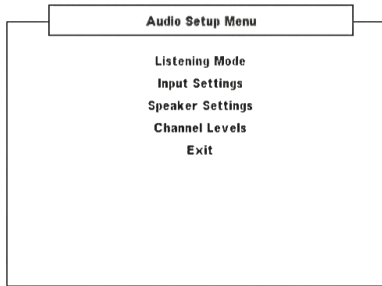 Audio Setup Menu
Listening Mode
Input Settings
Speaker Settings
Channel Levels
Exit